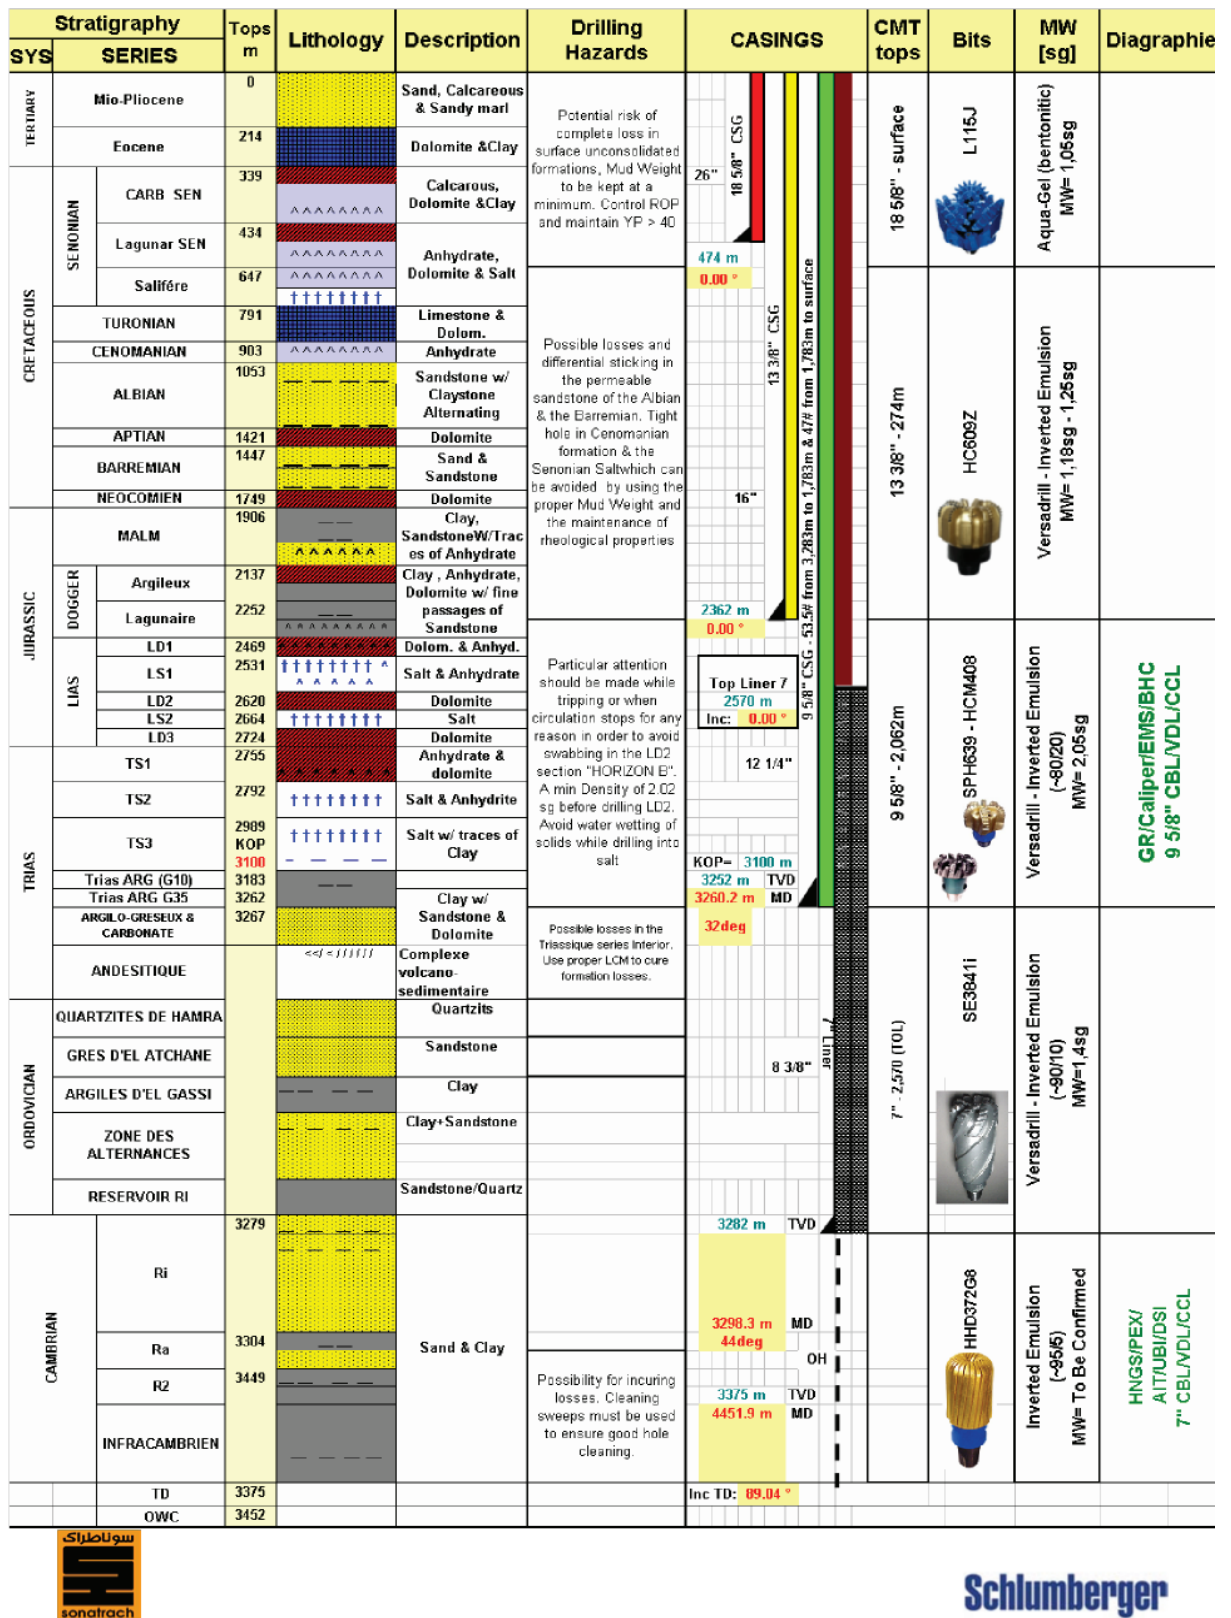 Stratigraphy
SYS
SERIES
Tops
m
Lithology
Description
Drilling
Hazards
CASINGS
CMT
tops
Bits
MW
[sg]
Diagraphie
TERTIARY
Mio-Pliocene
0
Sand, Calcareous
& Sandy marl
Eocene
214
Dolomite &Clay
CRETACEOUS
SENONIAN
CARB SEN
339
Calcarous,
Dolomite &Clay
Lagunar SEN
434
Anhydrate,
Dolomite & Salt
Salifére
647
TURONIAN
791
Limestone &
Dolom.
CENOMANIAN
903
Anhydrate
ALBIAN
1053
Sandstone w/
Claystone
Alternating
APTIAN
1421
Dolomite
BARREMIAN
1447
Sand &
Sandstone
NEOCOMIEN
1749
Dolomite
JURASSIC
MALM
1906
Clay,
SandstoneW/Trac
es of Anhydrate
DOGGER
Argileux
2137
Clay , Anhydrate,
Dolomite w/ fine
passages of
Sandstone
Lagunaire
2252
LIAS
LD1
2469
Dolom. & Anhyd.
LS1
2531
Salt & Anhydrate
LD2
2620
Dolomite
LS2
2664
Salt
LD3
2724
Dolomite
TRIAS
TS1
2755
Anhydrate &
dolomite
TS2
2792
Salt & Anhydrite
TS3
2909
KOP
3100
Salt w/ traces of
Clay
Trias ARG (G10)
3183
Trias ARG G35
3262
Clay w/
Sandstone &
Dolomite
ARGILO-GRESEUX &
CARBONATE
3267
ANDESITIQUE
Complexe
volcano-
sedimentaire
ORDOVICIAN
QUARTZITES DE HAMRA
Quartzits
GRES D'EL ATCHANE
Sandstone
ARGILES D'EL GASSI
Clay
ZONE DES
ALTERNANCES
Clay+Sandstone
RESERVOIR RI
Sandstone/Quartz
CAMBRIAN
Ri
3279
Ra
3304
Sand & Clay
R2
3449
INFRACAMBRIEN
TD
3375
OWC
3452
Potential risk of
complete loss in
surface unconsolidated
formations, Mud Weight
to be kept at a
minimum. Control ROP
and maintain YP > 40
Possible losses and
differential sticking in
the permeable
sandstone of the Albian
& the Barremian. Tight
hole in Cenomanian
formation & the
Senonian Saltwhich can
be avoided by using the
proper Mud Weight and
the maintenance of
rheological properties
Particular attention
should be made while
tripping or when
circulation stops for any
reason in order to avoid
swabbing in the LD2
section "HORIZON B".
A min Density of 2.02
sg before drilling LD2.
Avoid water wetting of
solids while drilling into
salt
Possible losses in the
Triassique series Interior.
Use proper LCM to cure
formation losses.
Possibility for incuring
losses. Cleaning
sweeps must be used
to ensure good hole
cleaning.
26"
18 5/8" CSG
474 m
0.00 °
13 3/8" CSG
16"
2362 m
0.00 °
9 5/8" CSG - 53.5# from 3,283m to 1,783m & 47# from 1,783m to surface
Top Liner 7
2570 m
Inc: 0.00 °
12 1/4"
KOP= 3100 m
3252 m TVD
3260.2 m MD
32deg
7" Liner
8 3/8"
3282 m TVD
3298.3 m MD
44deg
OH
3375 m TVD
4451.9 m MD
Inc TD: 89.04 °
18 5/8" - surface
13 3/8" - 274m
9 5/8" - 2,062m
7" - 2,570 (TOL)
L115J
HC609Z
SPH639 - HCM408
SE3841i
HHD372G8
Aqua-Gel (bentonitic)
MW= 1,05sg
Versadrill - Inverted Emulsion
MW= 1,18sg - 1,25sg
Versadrill - Inverted Emulsion
(~80/20)
MW= 2,05sg
Versadrill - Inverted Emulsion
(~90/10)
MW=1,4sg
Inverted Emulsion
(~95/5)
MW= To Be Confirmed
GR/Caliper/EMS/BHC
9 5/8" CBL/VDL/CCL
HNGS/PEX/
AIT/UBI/DSI
7" CBL/VDL/CCL
سوناطراك
sonatrach
Schlumberger